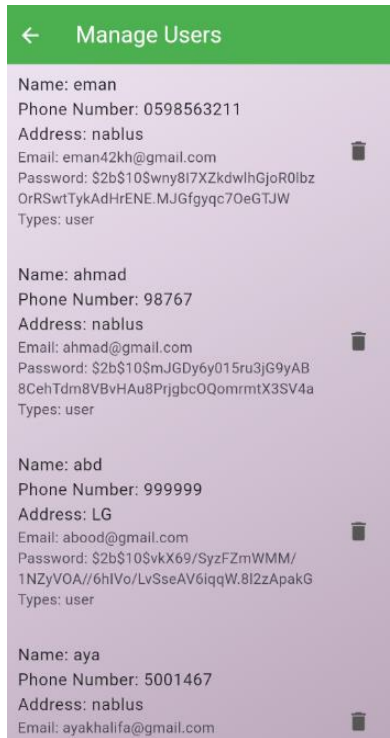 Manage Users
Name: eman
Phone Number: 0598563211
Address: nablus
Email: eman42kh@gmail.com
Password: $2b$10$wny8I7XZkdwlhGjoR0lbz
OrRSwtTykAdHrENE.MJGfgyqc7OeGTJW
Types: user
Name: ahmad
Phone Number: 98767
Address: nablus
Email: ahmad@gmail.com
Password: $2b$10$mJGDy6y015ru3jG9yAB
8CehTdm8VBvHAu8PrjgbcOQomrmtX3SV4a
Types: user
Name: abd
Phone Number: 999999
Address: LG
Email: abood@gmail.com
Password: $2b$10$vkX69/SyzFZmWMM/
1NZyVOA//6hIVo/LvSseAV6iqqW.8I2zApakG
Types: user
Name: aya
Phone Number: 5001467
Address: nablus
Email: ayakhalifa@gmail.com